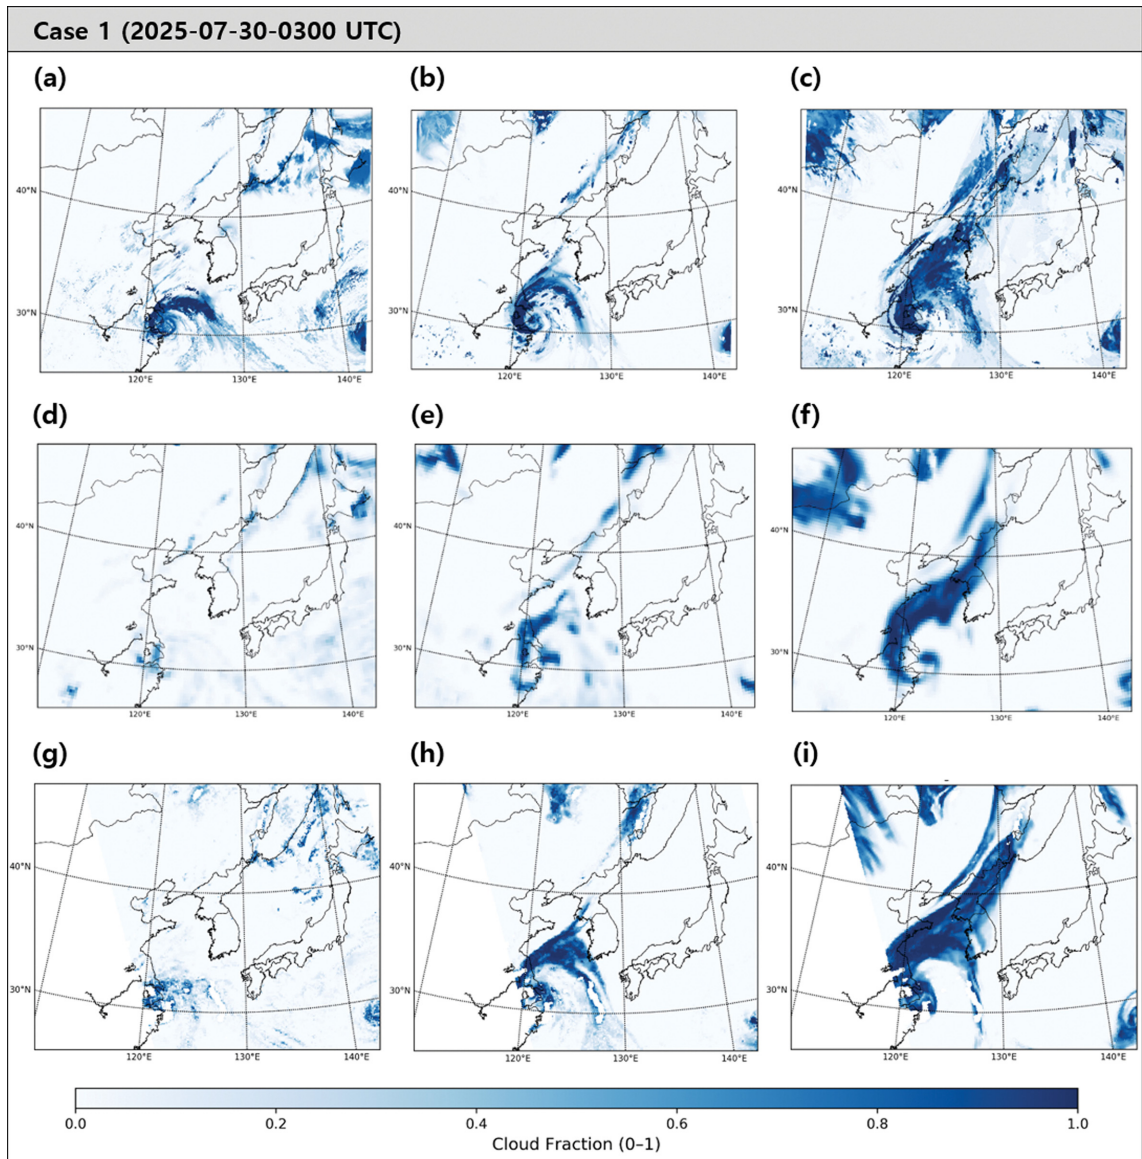 Case 1 (2025-07-30-0300 UTC)
(a) (b) (c)
40°N 40°N 40°N
30°N 30°N 30°N
120°E 130°E 140°E 120°E 130°E 140°E 120°E 130°E 140°E
(d) (e) (f)
40°N 40°N 40°N
30°N 30°N 30°N
120°E 130°E 140°E 120°E 130°E 140°E 120°E 130°E 140°E
(g) (h) (i)
40°N 40°N 40°N
30°N 30°N 30°N
120°E 130°E 140°E 120°E 130°E 140°E 120°E 130°E 140°E
0.0 0.2 0.4 0.6 0.8 1.0
Cloud Fraction (0–1)